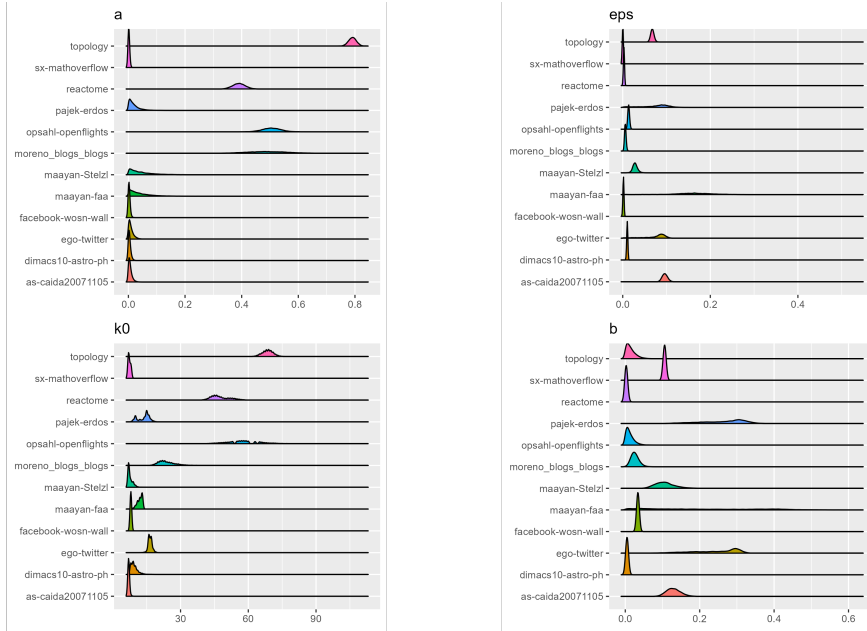 a
topology
sx-mathoverflow
reactome
pajek-erdos
opsahl-openflights
moreno_blogs_blogs
maayan-Stelzl
maayan-faa
facebook-wosn-wall
ego-twitter
dimacs10-astro-ph
as-caida20071105
0.0 0.2 0.4 0.6 0.8
eps
topology
sx-mathoverflow
reactome
pajek-erdos
opsahl-openflights
moreno_blogs_blogs
maayan-Stelzl
maayan-faa
facebook-wosn-wall
ego-twitter
dimacs10-astro-ph
as-caida20071105
0.0 0.2 0.4
k0
topology
sx-mathoverflow
reactome
pajek-erdos
opsahl-openflights
moreno_blogs_blogs
maayan-Stelzl
maayan-faa
facebook-wosn-wall
ego-twitter
dimacs10-astro-ph
as-caida20071105
30 60 90
b
topology
sx-mathoverflow
reactome
pajek-erdos
opsahl-openflights
moreno_blogs_blogs
maayan-Stelzl
maayan-faa
facebook-wosn-wall
ego-twitter
dimacs10-astro-ph
as-caida20071105
0.0 0.2 0.4 0.6